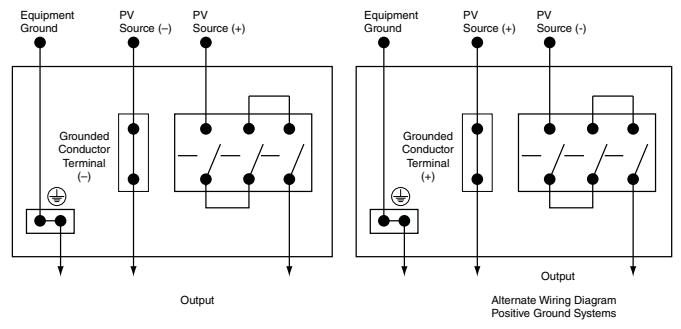 Equipment
Ground
PV
Source (–)
PV
Source (+)
Grounded
Conductor
Terminal
(–)
Output
Equipment
Ground
PV
Source (+)
PV
Source (-)
Grounded
Conductor
Terminal
(+)
Output
Alternate Wiring Diagram
Positive Ground Systems